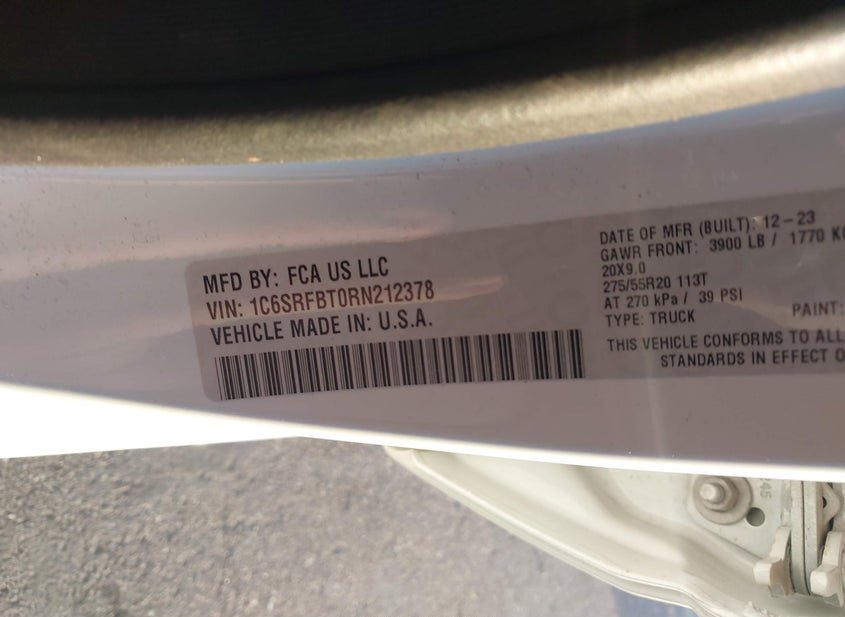 MFD BY: FCA US LLC
VIN: 1C6SRFBT0RN212378
VEHICLE MADE IN: U.S.A.
DATE OF MFR (BUILT): 12-23
GAWR FRONT: 3900 LB / 1770 KG
20X9.0
275/55R20 113T
AT 270 kPa / 39 PSI
TYPE: TRUCK
PAINT:
THIS VEHICLE CONFORMS TO ALL
STANDARDS IN EFFECT O